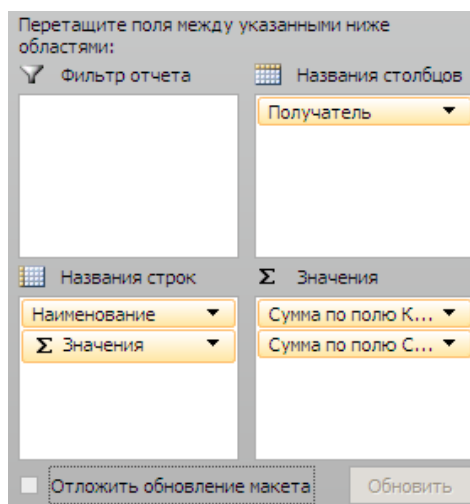 Перетащите поля между указанными ниже
областями:
Фильтр отчета
Названия столбцов
Получатель
Названия строк
Σ Значения
Наименование
Σ Значения
Сумма по полю К...
Сумма по полю С...
Отложить обновление макета
Обновить